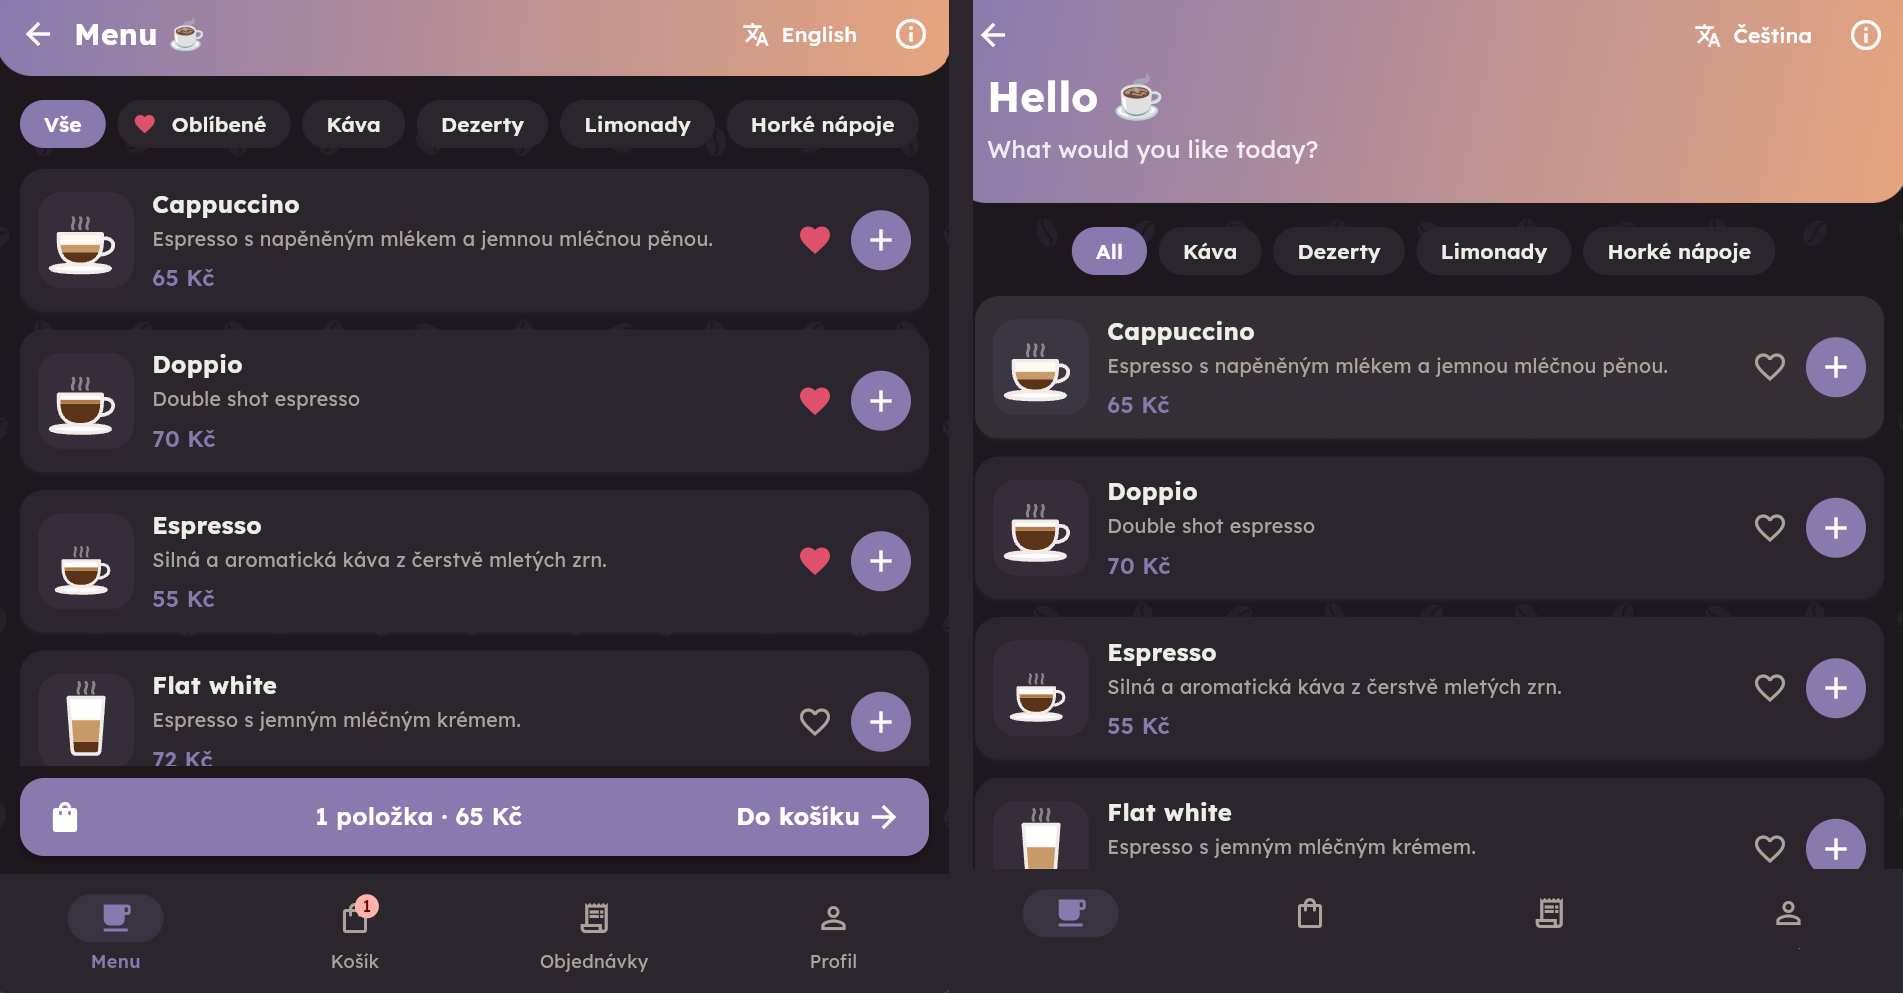 Menu
English
Vše
Oblíbené
Káva
Dezerty
Limonady
Horké nápoje
Cappuccino
Espresso s napěněným mlékem a jemnou mléčnou pěnou.
65 Kč
Doppio
Double shot espresso
70 Kč
Espresso
Silná a aromatická káva z čerstvě mletých zrn.
55 Kč
Flat white
Espresso s jemným mléčným krémem.
72 Kč
1 položka · 65 Kč
Do košíku
Menu
1
Košík
Objednávky
Profil
Čeština
Hello
What would you like today?
All
Káva
Dezerty
Limonady
Horké nápoje
Cappuccino
Espresso s napěněným mlékem a jemnou mléčnou pěnou.
65 Kč
Doppio
Double shot espresso
70 Kč
Espresso
Silná a aromatická káva z čerstvě mletých zrn.
55 Kč
Flat white
Espresso s jemným mléčným krémem.